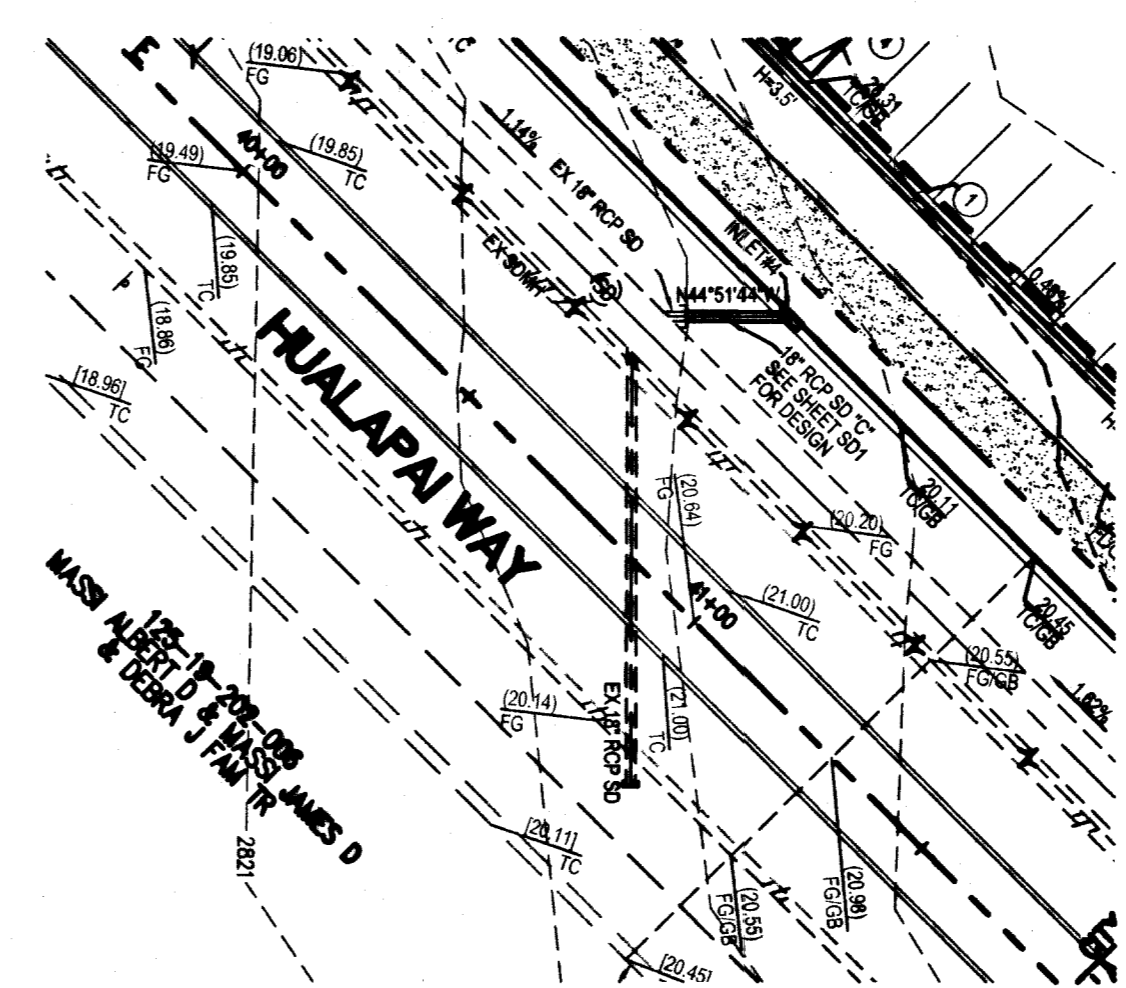 (19.06)
FG
TC
H=3.5'
TC/GB
1.14%
40+00
(19.49)
FG
(19.85)
TC
EX 18" RCP SD
1
(19.85)
TC
INLET#4
EX SDMH
(59)
N44°51'44"W
0.48%
(18.86)
FG
HUALAPAI WAY
[18.96]
TC
18" RCP SD "C"
SEE SHEET SD1
FOR DESIGN
(20.64)
FG
20.11
TC/GB
(20.20)
FG
41+00
(21.00)
TC
20.45
TC/GB
(20.55)
FG/GB
1.62%
125-19-202-006
MASSI ALBERT D & MASSI JAMES D
& DEBRA J FAM TR
(20.14)
FG
EX 18" RCP SD
(21.00)
TC
2821
[20.11]
TC
(20.55)
FG/GB
(20.98)
FG/GB
[20.45]